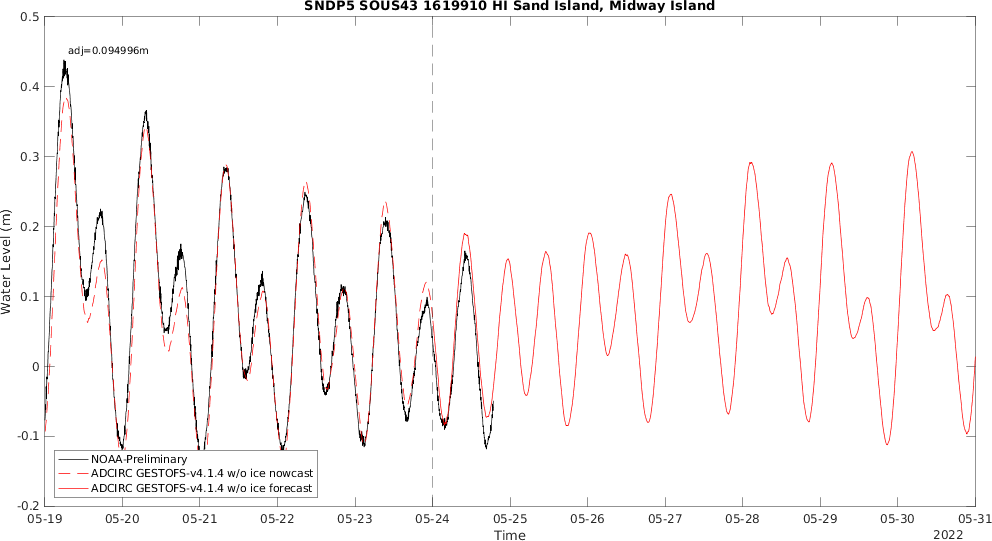 SNDP5 SOUS43 1619910 HI Sand Island, Midway Island
adj=0.094996m
0.5
0.4
0.3
0.2
0.1
0
-0.1
-0.2
Water Level (m)
NOAA-Preliminary
ADCIRC GESTOFS-v4.1.4 w/o ice nowcast
ADCIRC GESTOFS-v4.1.4 w/o ice forecast
05-19 05-20 05-21 05-22 05-23 05-24 05-25 05-26 05-27 05-28 05-29 05-30 05-31
Time
2022